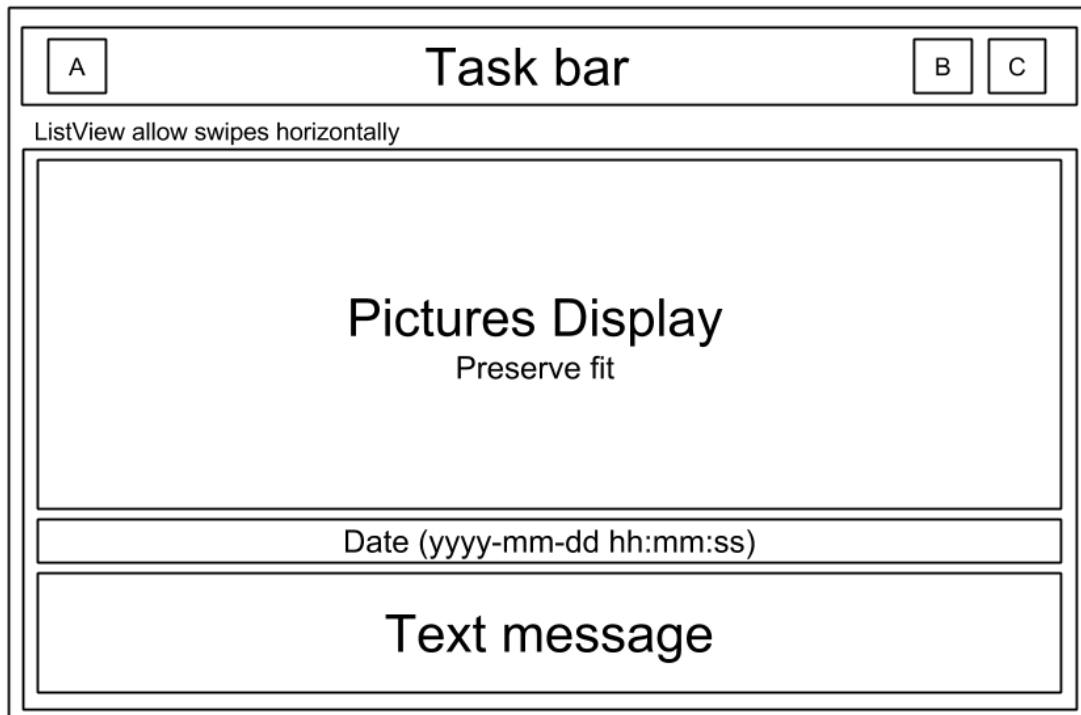 A Task bar B C
ListView allow swipes horizontally
Pictures Display
Preserve fit
Date (yyyy-mm-dd hh:mm:ss)
Text message